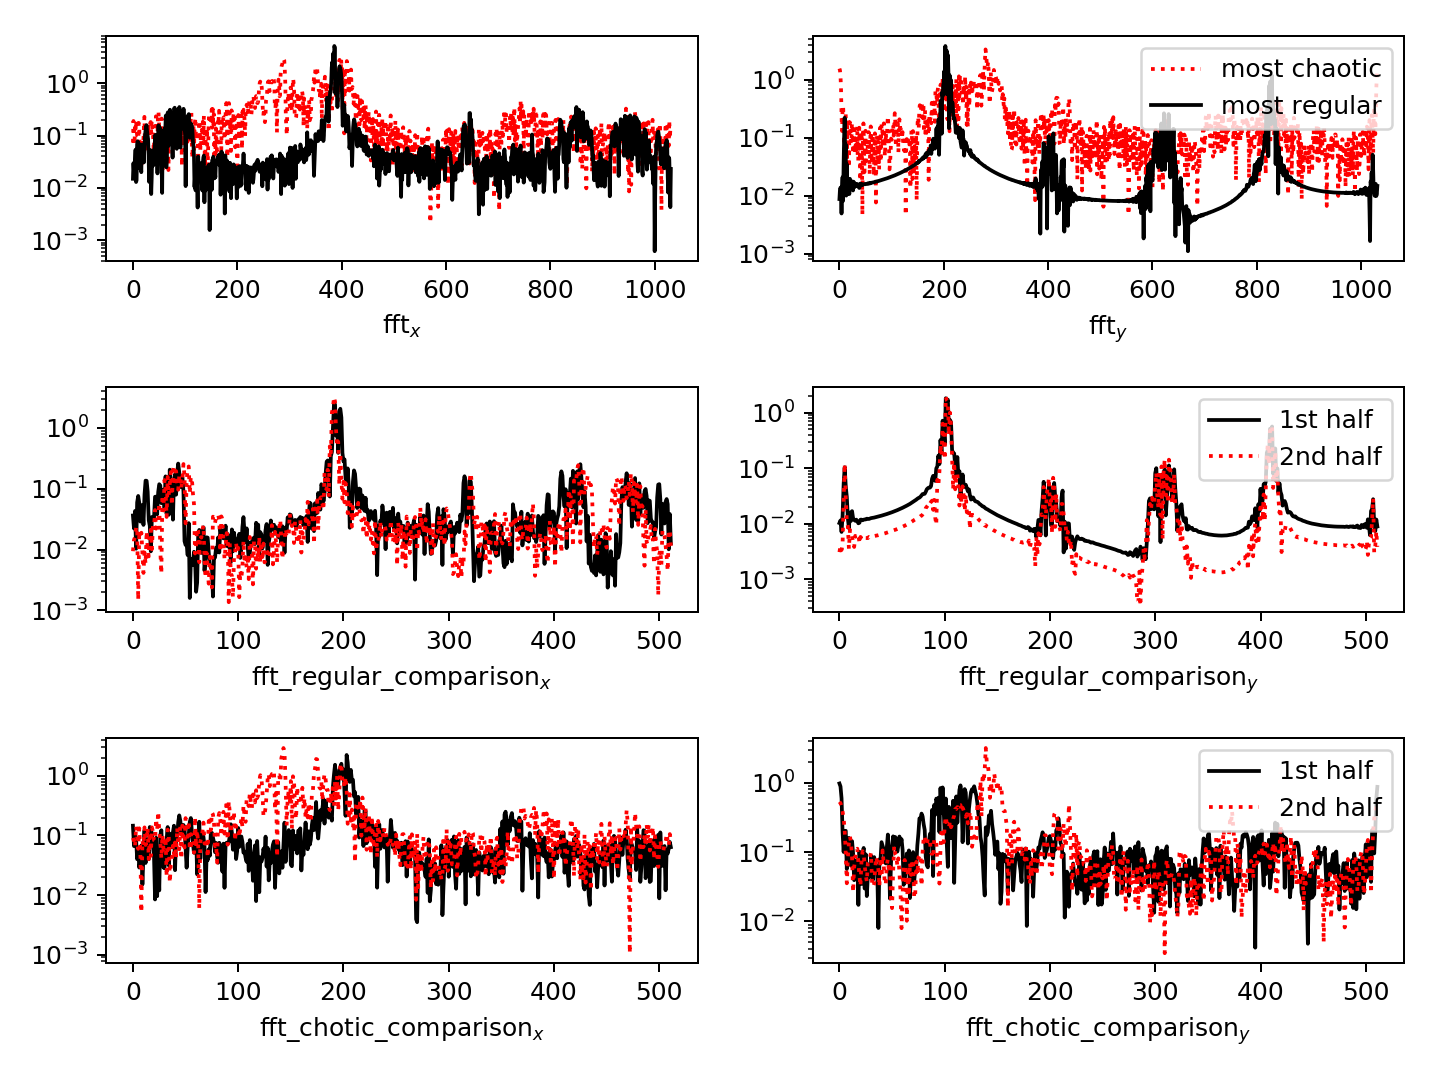 10⁰
10⁻¹
10⁻²
10⁻³
0 200 400 600 800 1000
fftₓ
10⁰
10⁻¹
10⁻²
10⁻³
most chaotic
most regular
0 200 400 600 800 1000
fft_y
10⁰
10⁻¹
10⁻²
10⁻³
0 100 200 300 400 500
fft_regular_comparisonₓ
10⁰
10⁻¹
10⁻²
10⁻³
1st half
2nd half
0 100 200 300 400 500
fft_regular_comparison_y
10⁰
10⁻¹
10⁻²
10⁻³
0 100 200 300 400 500
fft_chotic_comparisonₓ
10⁰
10⁻¹
10⁻²
1st half
2nd half
0 100 200 300 400 500
fft_chotic_comparison_y